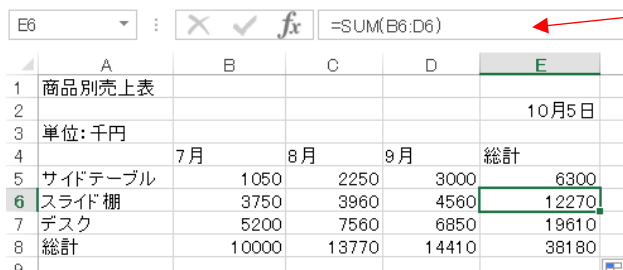 E6 fx =SUM(B6:D6)
A B C D E
1 商品別売上表
2 10月5日
3 単位:千円
4 7月 8月 9月 総計
5 サイドテーブル 1050 2250 3000 6300
6 スライド棚 3750 3960 4560 12270
7 デスク 5200 7560 6850 19610
8 総計 10000 13770 14410 38180